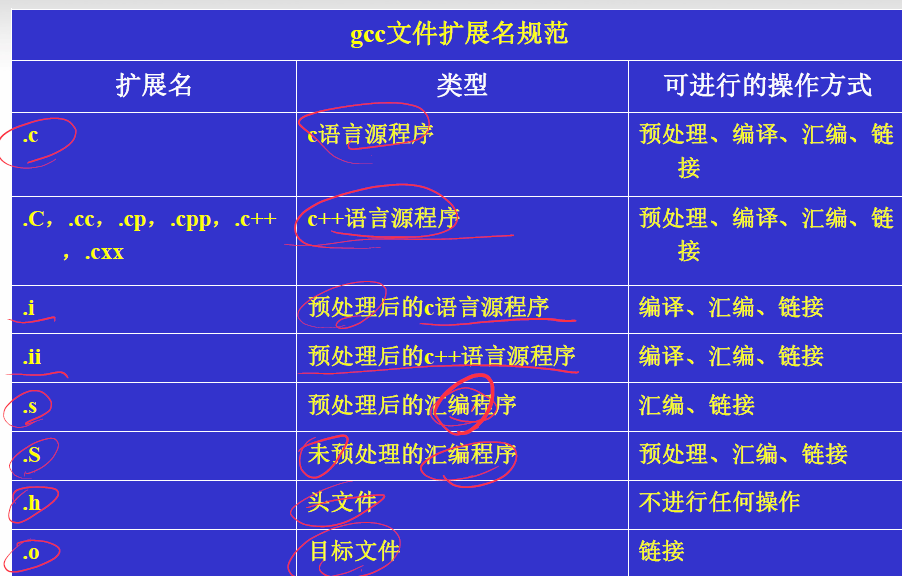 gcc文件扩展名规范
扩展名 类型 可进行的操作方式
.c c语言源程序 预处理、编译、汇编、链
接
.C，.cc，.cp，.cpp，.c++ c++语言源程序 预处理、编译、汇编、链
，.cxx 接
.i 预处理后的c语言源程序 编译、汇编、链接
.ii 预处理后的c++语言源程序 编译、汇编、链接
.s 预处理后的汇编程序 汇编、链接
.S 未预处理的汇编程序 预处理、汇编、链接
.h 头文件 不进行任何操作
.o 目标文件 链接